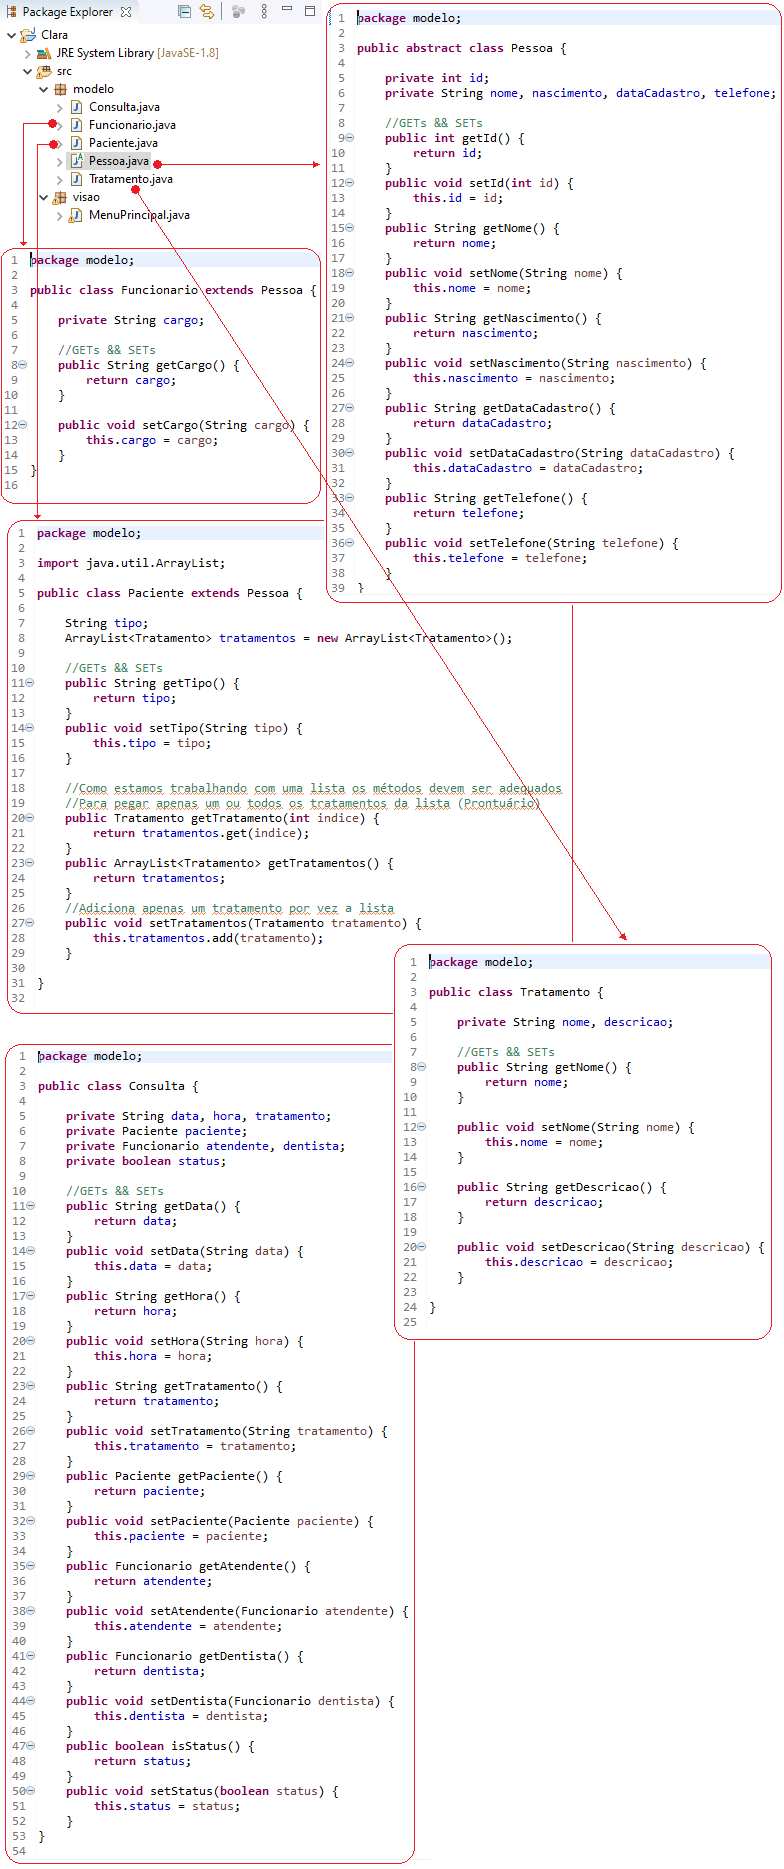 Package Explorer
Clara
JRE System Library [JavaSE-1.8]
src
modelo
Consulta.java
Funcionario.java
Paciente.java
Pessoa.java
Tratamento.java
visao
MenuPrincipal.java
1 package modelo;
2
3 public abstract class Pessoa {
4
5 private int id;
6 private String nome, nascimento, dataCadastro, telefone;
7
8 //GETs && SETs
9 public int getId() {
10 return id;
11 }
12 public void setId(int id) {
13 this.id = id;
14 }
15 public String getNome() {
16 return nome;
17 }
18 public void setNome(String nome) {
19 this.nome = nome;
20 }
21 public String getNascimento() {
22 return nascimento;
23 }
24 public void setNascimento(String nascimento) {
25 this.nascimento = nascimento;
26 }
27 public String getDataCadastro() {
28 return dataCadastro;
29 }
30 public void setDataCadastro(String dataCadastro) {
31 this.dataCadastro = dataCadastro;
32 }
33 public String getTelefone() {
34 return telefone;
35 }
36 public void setTelefone(String telefone) {
37 this.telefone = telefone;
38 }
39 }
1 package modelo;
2
3 public class Funcionario extends Pessoa {
4
5 private String cargo;
6
7 //GETs && SETs
8 public String getCargo() {
9 return cargo;
10 }
11
12 public void setCargo(String cargo) {
13 this.cargo = cargo;
14 }
15 }
16
1 package modelo;
2
3 import java.util.ArrayList;
4
5 public class Paciente extends Pessoa {
6
7 String tipo;
8 ArrayList<Tratamento> tratamentos = new ArrayList<Tratamento>();
9
10 //GETs && SETs
11 public String getTipo() {
12 return tipo;
13 }
14 public void setTipo(String tipo) {
15 this.tipo = tipo;
16 }
17
18 //Como estamos trabalhando com uma lista os métodos devem ser adequados
19 //Para pegar apenas um ou todos os tratamentos da lista (Prontuário)
20 public Tratamento getTratamento(int indice) {
21 return tratamentos.get(indice);
22 }
23 public ArrayList<Tratamento> getTratamentos() {
24 return tratamentos;
25 }
26 //Adiciona apenas um tratamento por vez a lista
27 public void setTratamentos(Tratamento tratamento) {
28 this.tratamentos.add(tratamento);
29 }
30
31 }
32
1 package modelo;
2
3 public class Tratamento {
4
5 private String nome, descricao;
6
7 //GETs && SETs
8 public String getNome() {
9 return nome;
10 }
11
12 public void setNome(String nome) {
13 this.nome = nome;
14 }
15
16 public String getDescricao() {
17 return descricao;
18 }
19
20 public void setDescricao(String descricao) {
21 this.descricao = descricao;
22 }
23
24 }
25
1 package modelo;
2
3 public class Consulta {
4
5 private String data, hora, tratamento;
6 private Paciente paciente;
7 private Funcionario atendente, dentista;
8 private boolean status;
9
10 //GETs && SETs
11 public String getData() {
12 return data;
13 }
14 public void setData(String data) {
15 this.data = data;
16 }
17 public String getHora() {
18 return hora;
19 }
20 public void setHora(String hora) {
21 this.hora = hora;
22 }
23 public String getTratamento() {
24 return tratamento;
25 }
26 public void setTratamento(String tratamento) {
27 this.tratamento = tratamento;
28 }
29 public Paciente getPaciente() {
30 return paciente;
31 }
32 public void setPaciente(Paciente paciente) {
33 this.paciente = paciente;
34 }
35 public Funcionario getAtendente() {
36 return atendente;
37 }
38 public void setAtendente(Funcionario atendente) {
39 this.atendente = atendente;
40 }
41 public Funcionario getDentista() {
42 return dentista;
43 }
44 public void setDentista(Funcionario dentista) {
45 this.dentista = dentista;
46 }
47 public boolean isStatus() {
48 return status;
49 }
50 public void setStatus(boolean status) {
51 this.status = status;
52 }
53 }
54